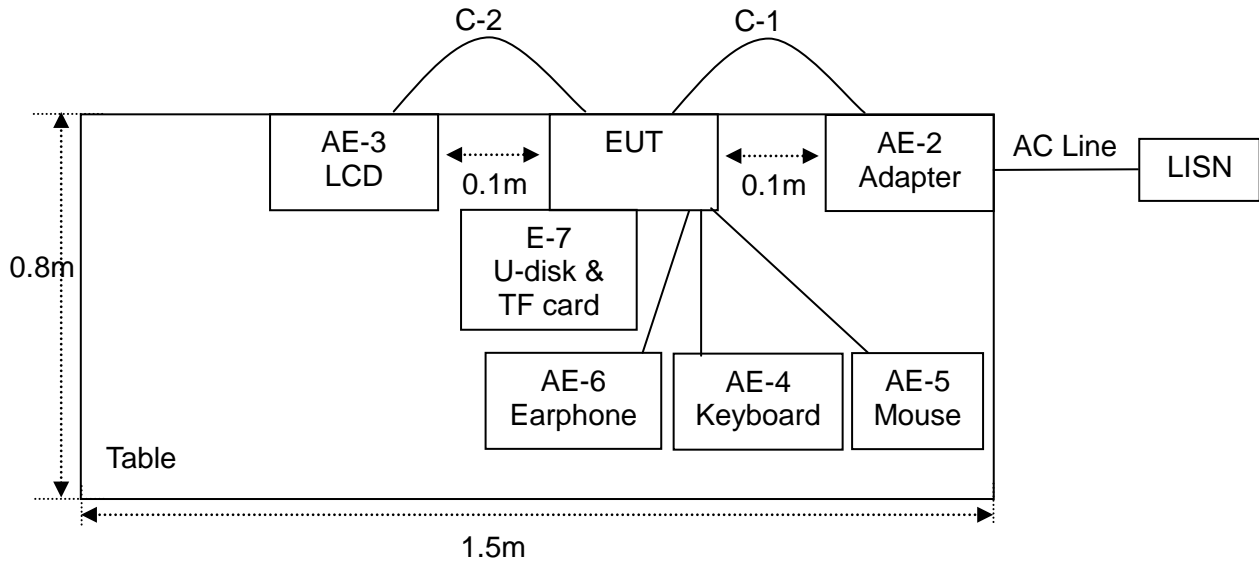 C-2
C-1
AE-3
LCD
EUT
AE-2
Adapter
AC Line
LISN
0.1m
0.1m
E-7
U-disk &
TF card
0.8m
AE-6
Earphone
AE-4
Keyboard
AE-5
Mouse
Table
1.5m